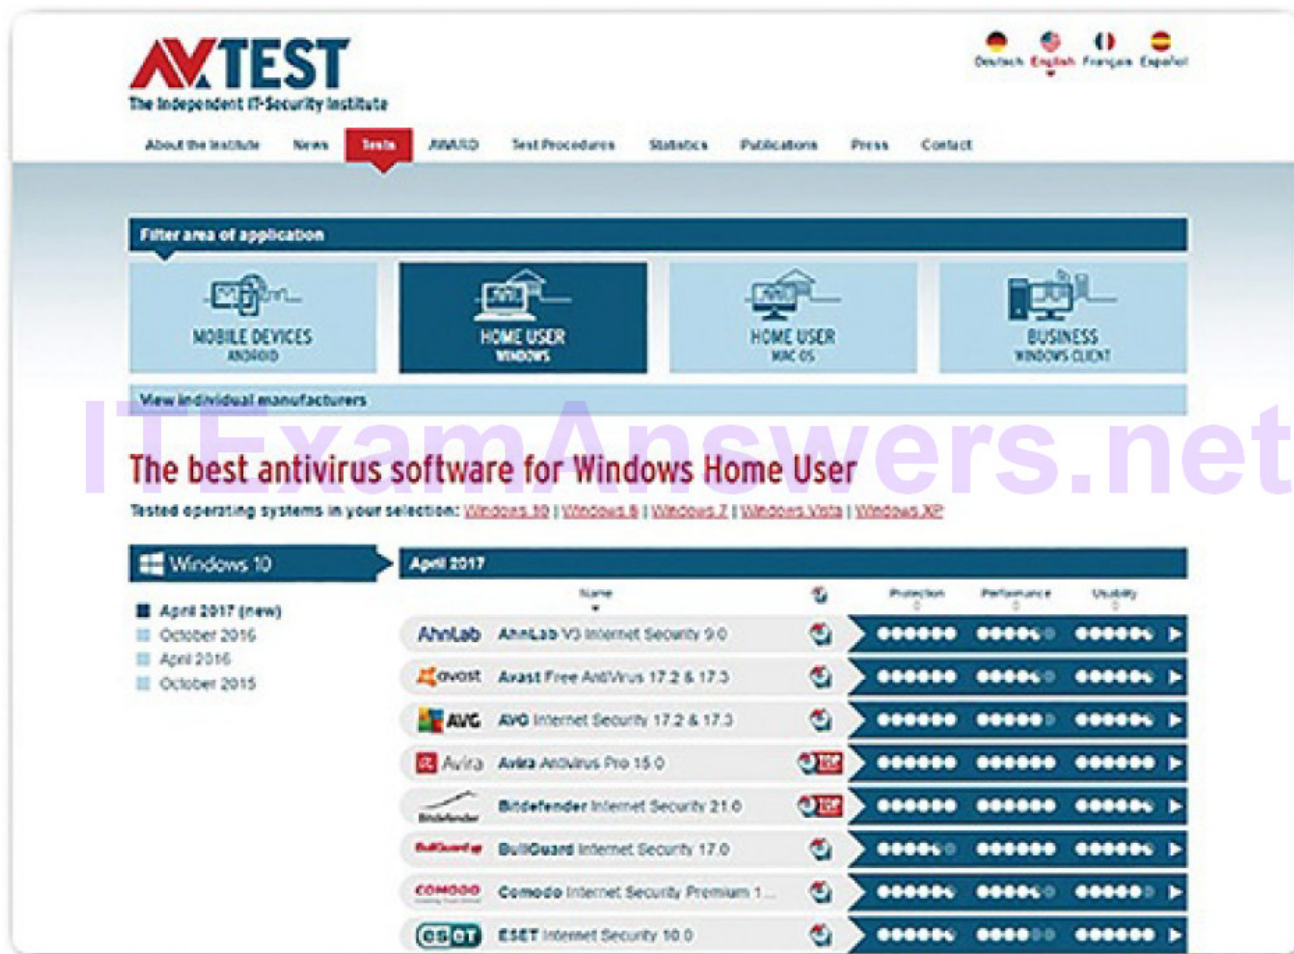 AVTEST
The Independent IT-Security Institute
Deutsch English Français Español
About the Institute News Tests AWARD Test Procedures Statistics Publications Press Contact
Filter area of application
MOBILE DEVICES
ANDROID
HOME USER
WINDOWS
HOME USER
MAC OS
BUSINESS
WINDOWS CLIENT
View individual manufacturers
ITExamAnswers.net
The best antivirus software for Windows Home User
Tested operating systems in your selection: Windows 10 | Windows 8 | Windows 7 | Windows Vista | Windows XP
Windows 10
April 2017 (new)
October 2016
April 2016
October 2015
April 2017
Name Protection Performance Usability
AhnLab AhnLab V3 Internet Security 9.0
avast Avast Free AntiVirus 17.2 & 17.3
AVG AVG Internet Security 17.2 & 17.3
Avira Avira Antivirus Pro 15.0 TOP
Bitdefender Bitdefender Internet Security 21.0 TOP
BullGuard BullGuard Internet Security 17.0
COMODO Comodo Internet Security Premium 1...
eset ESET Internet Security 10.0